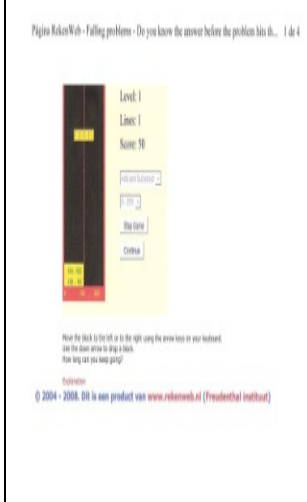 Página RekenWeb - Falling problems - Do you know the answer before the problem hits th... 1 de 4
Level: 1
Lines: 1
Score: 50
Add and Subtract
Stop Game
Continue
Move the block to the left or to the right using the arrow keys on your keyboard.
Use the down arrow to drop a block.
How long can you keep going?
Explanation
© 2004 - 2008. Dit is een product van www.rekenweb.nl (Freudenthal instituut)